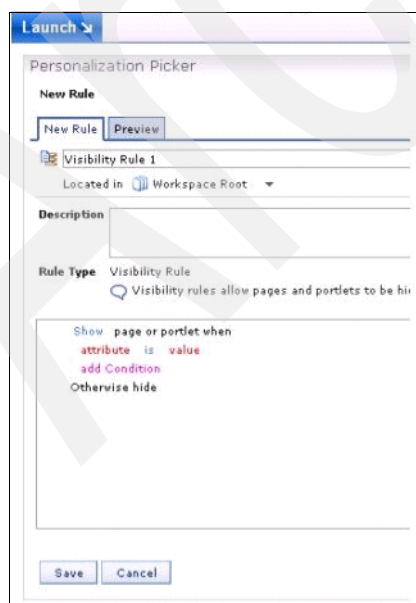 Launch
Personalization Picker
New Rule
New Rule Preview
Visibility Rule 1
Located in Workspace Root
Description
Rule Type Visibility Rule
Visibility rules allow pages and portlets to be
Show page or portlet when
attribute is value
add Condition
Otherwise hide
Save Cancel